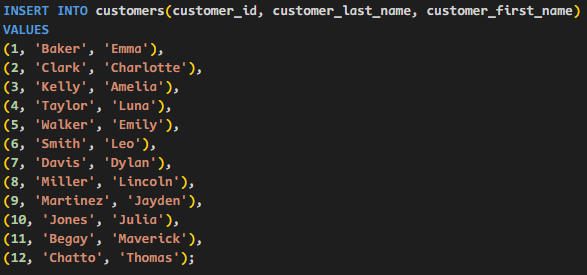 INSERT INTO customers(customer_id, customer_last_name, customer_first_name)
VALUES
(1, 'Baker', 'Emma'),
(2, 'Clark', 'Charlotte'),
(3, 'Kelly', 'Amelia'),
(4, 'Taylor', 'Luna'),
(5, 'Walker', 'Emily'),
(6, 'Smith', 'Leo'),
(7, 'Davis', 'Dylan'),
(8, 'Miller', 'Lincoln'),
(9, 'Martinez', 'Jayden'),
(10, 'Jones', 'Julia'),
(11, 'Begay', 'Maverick'),
(12, 'Chatto', 'Thomas');